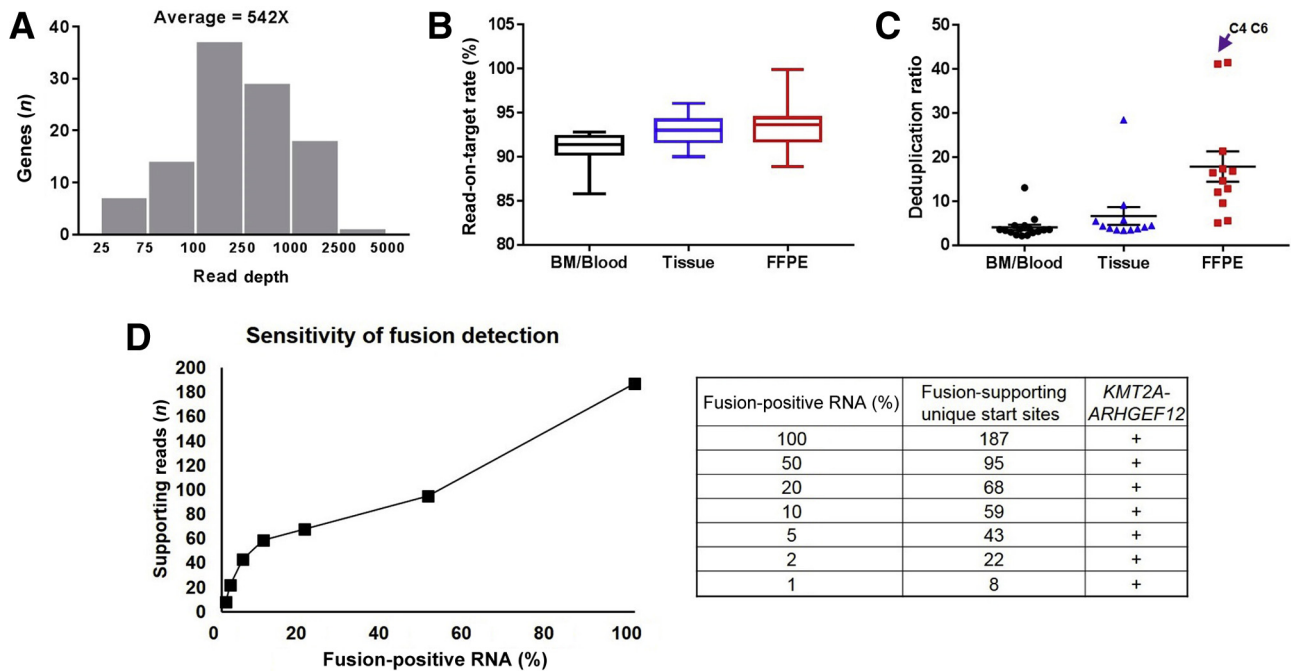 A
Average = 542X
Genes (n)
40
30
20
10
0
25 75 100 250 1000 2500 5000
Read depth
B
Read-on-target rate (%)
105
100
95
90
85
80
BM/Blood Tissue FFPE
C
Deduplication ratio
50
40
30
20
10
0
C4 C6
BM/Blood Tissue FFPE
D
Sensitivity of fusion detection
Supporting reads (n)
200
180
160
140
120
100
80
60
40
20
0
0 20 40 60 80 100
Fusion-positive RNA (%)
Fusion-positive RNA (%) Fusion-supporting unique start sites KMT2A-ARHGEF12
100 187 +
50 95 +
20 68 +
10 59 +
5 43 +
2 22 +
1 8 +